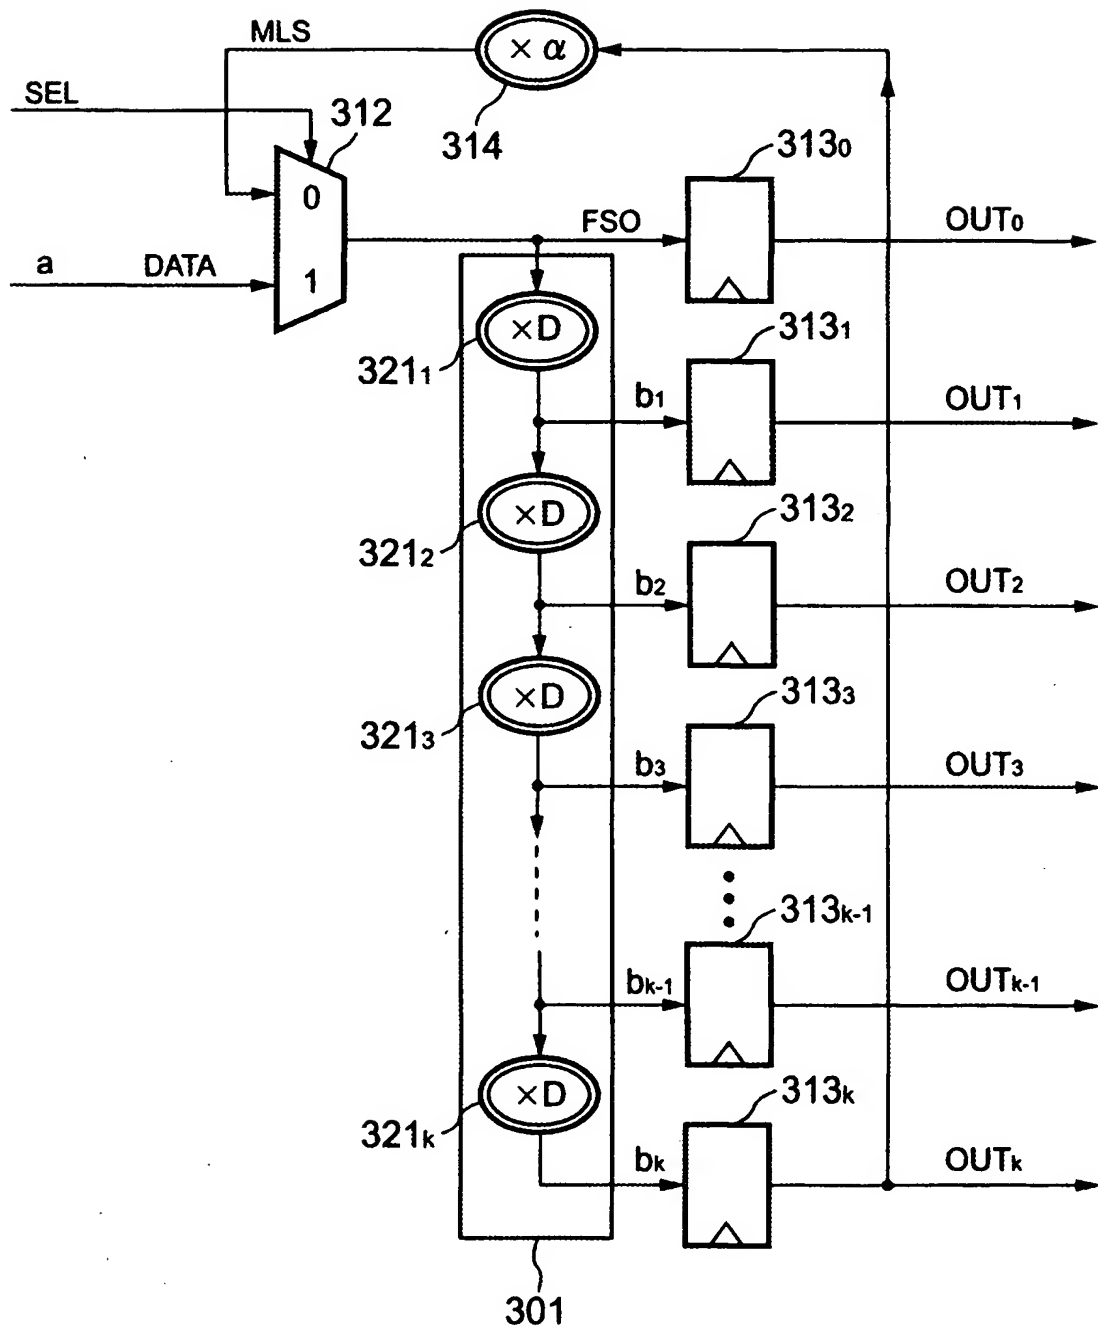 MLS
× α
SEL
312
314
313₀
0
FSO
OUT₀
a
DATA
1
×D
313₁
321₁
b₁
OUT₁
×D
313₂
321₂
b₂
OUT₂
×D
313₃
321₃
b₃
OUT₃
313ₖ₋₁
bₖ₋₁
OUTₖ₋₁
×D
313ₖ
321ₖ
bₖ
OUTₖ
301